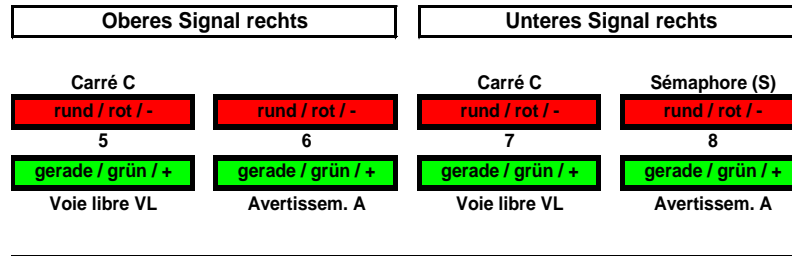 Oberes Signal rechts Unteres Signal rechts
Carré C Carré C Sémaphore (S)
rund / rot / - rund / rot / - rund / rot / - rund / rot / -
5 6 7 8
gerade / grün / + gerade / grün / + gerade / grün / + gerade / grün / +
Voie libre VL Avertissem. A Voie libre VL Avertissem. A